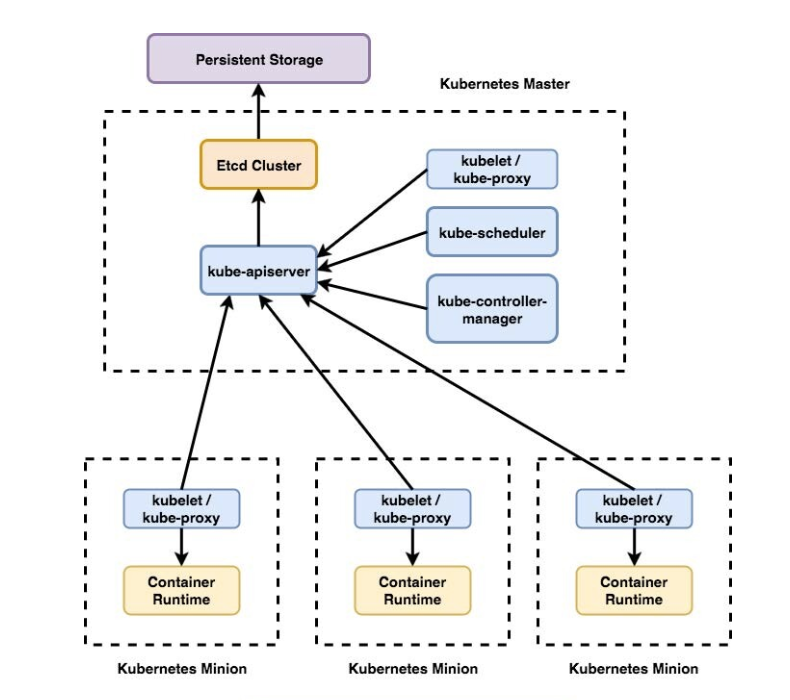 Persistent Storage
Kubernetes Master
Etcd Cluster
kubelet /
kube-proxy
kube-scheduler
kube-apiserver
kube-controller-
manager
kubelet /
kube-proxy
kubelet /
kube-proxy
kubelet /
kube-proxy
Container
Runtime
Container
Runtime
Container
Runtime
Kubernetes Minion
Kubernetes Minion
Kubernetes Minion